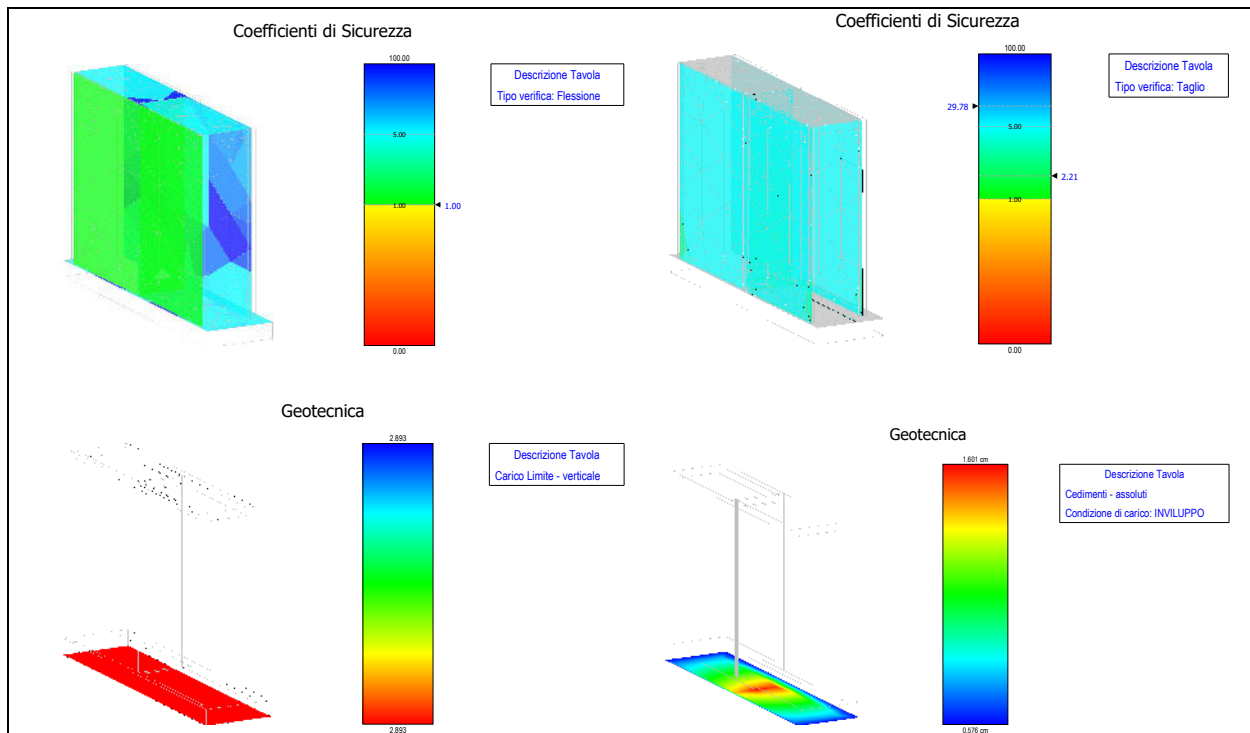 Coefficienti di Sicurezza
100.00
5.00
1.00
1.00
0.00
Descrizione Tavola
Tipo verifica: Flessione
Coefficienti di Sicurezza
100.00
29.78
5.00
2.21
1.00
0.00
Descrizione Tavola
Tipo verifica: Taglio
Geotecnica
2.893
2.893
Descrizione Tavola
Carico Limite - verticale
Geotecnica
1.601 cm
0.576 cm
Descrizione Tavola
Cedimenti - assoluti
Condizione di carico: INVILUPPO